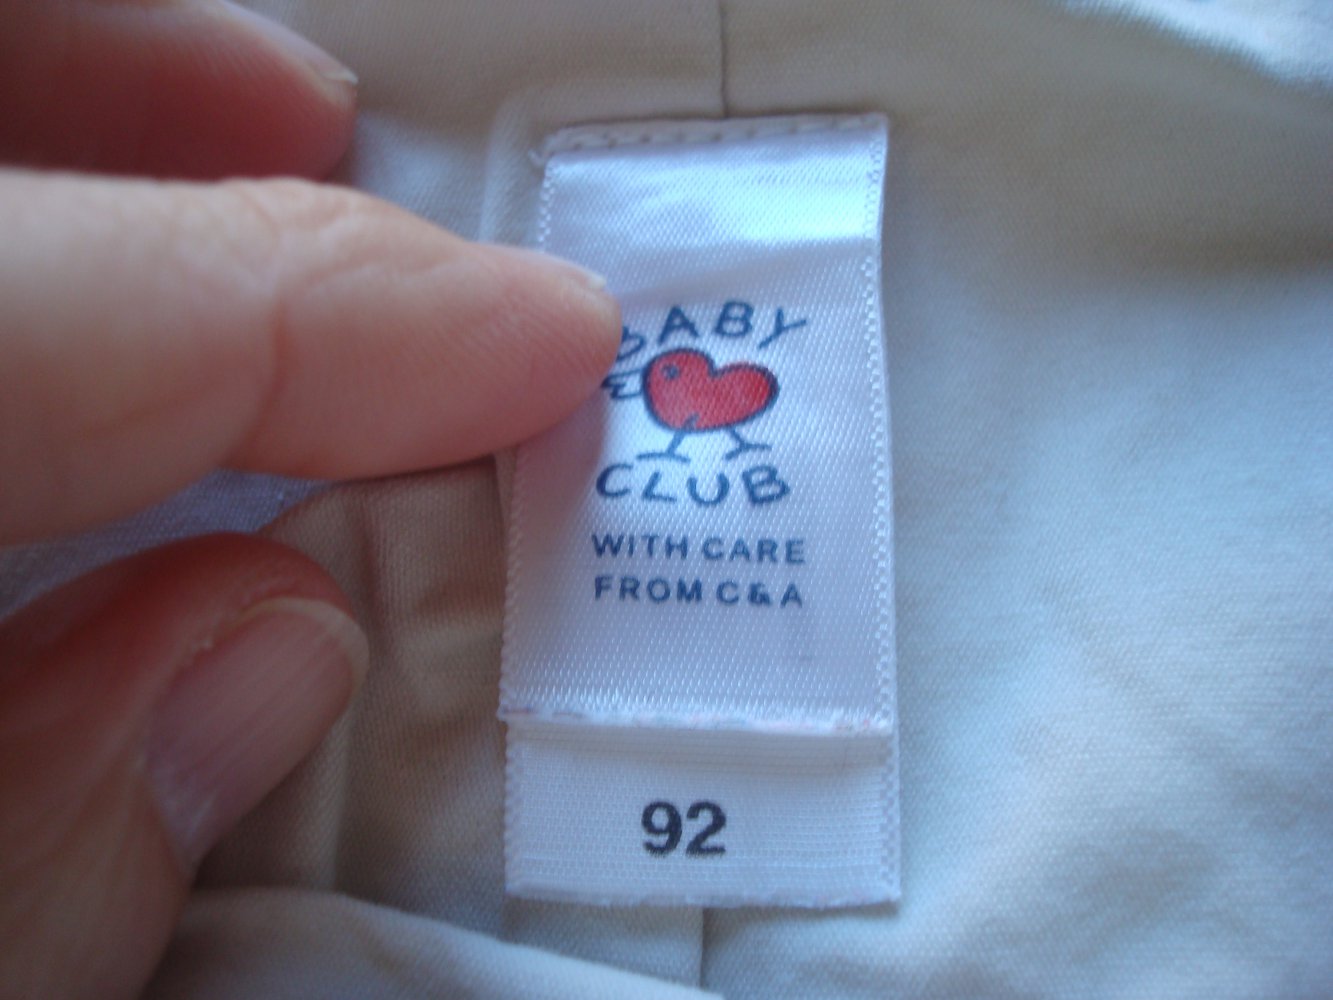 BABY
CLUB
WITH CARE
FROM C&A
92